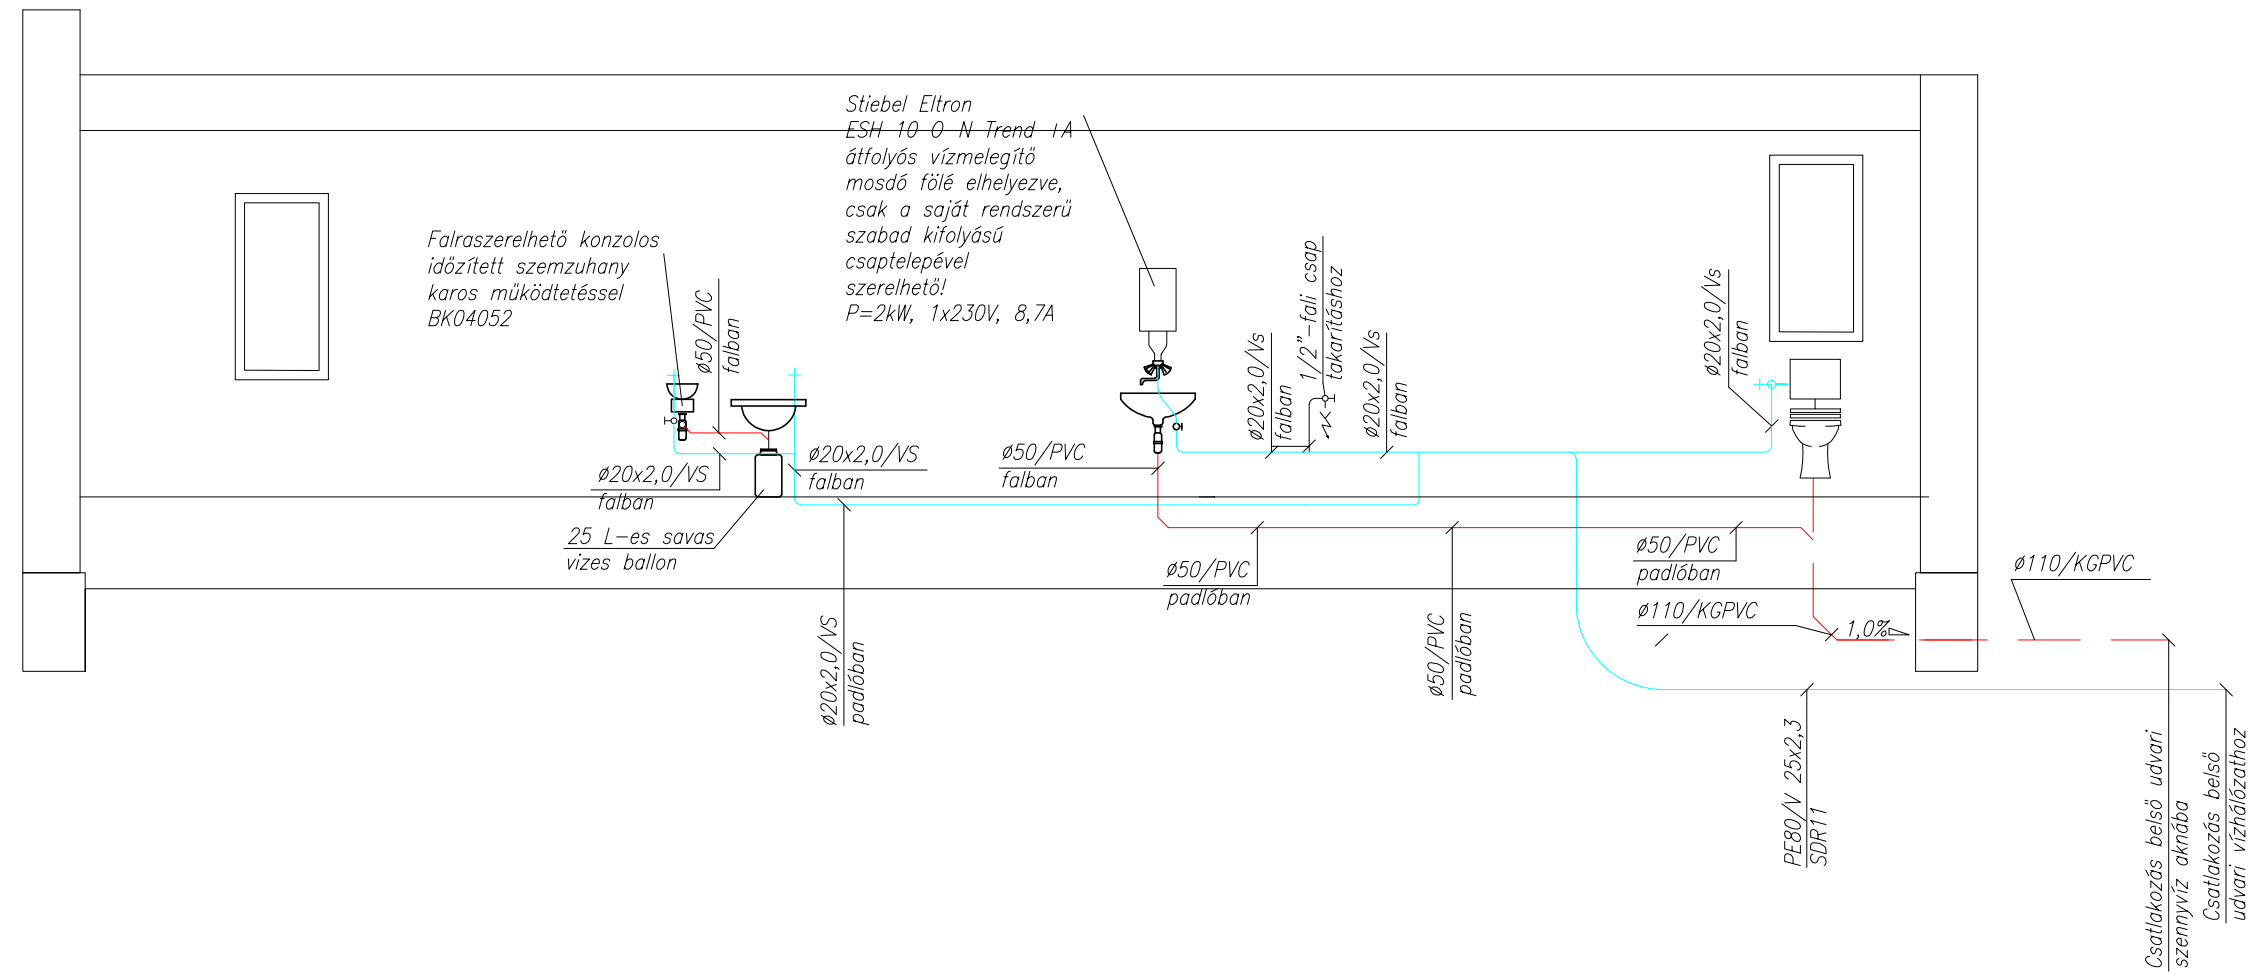 Stiebel Eltron
ESH 10 O N Trend +A
átfolyós vízmelegítő
mosdó fölé elhelyezve,
csak a saját rendszerű
szabad kifolyású
csaptelepével
szerelhető!
P=2kW, 1x230V, 8,7A
Falraszerelhető konzolos
időzített szemzuhany
karos működtetéssel
BK04052
ø50/PVC
falban
ø20x2,0/VS
falban
ø20x2,0/VS
falban
25 L-es savas
vizes ballon
ø20x2,0/VS
padlóban
ø50/PVC
falban
ø20x2,0/Vs
falban
1/2"-fali csap
takarításhoz
ø20x2,0/Vs
falban
ø20x2,0/Vs
falban
ø50/PVC
padlóban
ø50/PVC
padlóban
ø50/PVC
padlóban
ø110/KGPVC
1,0%
ø110/KGPVC
PE80/V 25x2,3
SDR11
Csatlakozás belső udvari
szennyvíz aknába
Csatlakozás belső
udvari vízhálózathoz